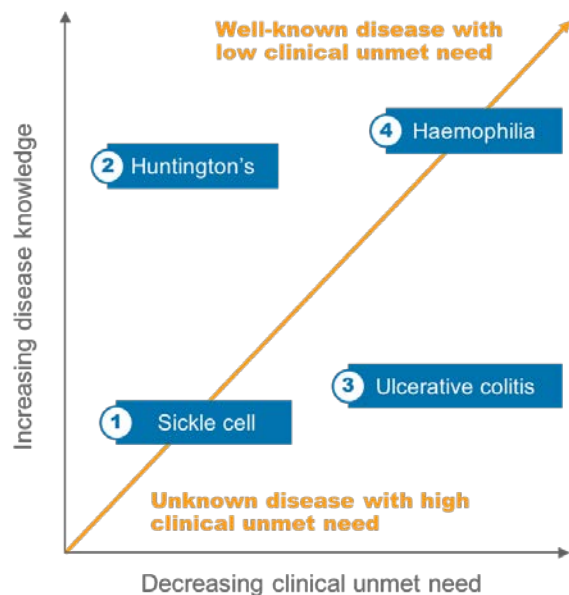 Well-known disease with
low clinical unmet need
4 Haemophilia
2 Huntington's
3 Ulcerative colitis
1 Sickle cell
Unknown disease with high
clinical unmet need
Increasing disease knowledge
Decreasing clinical unmet need